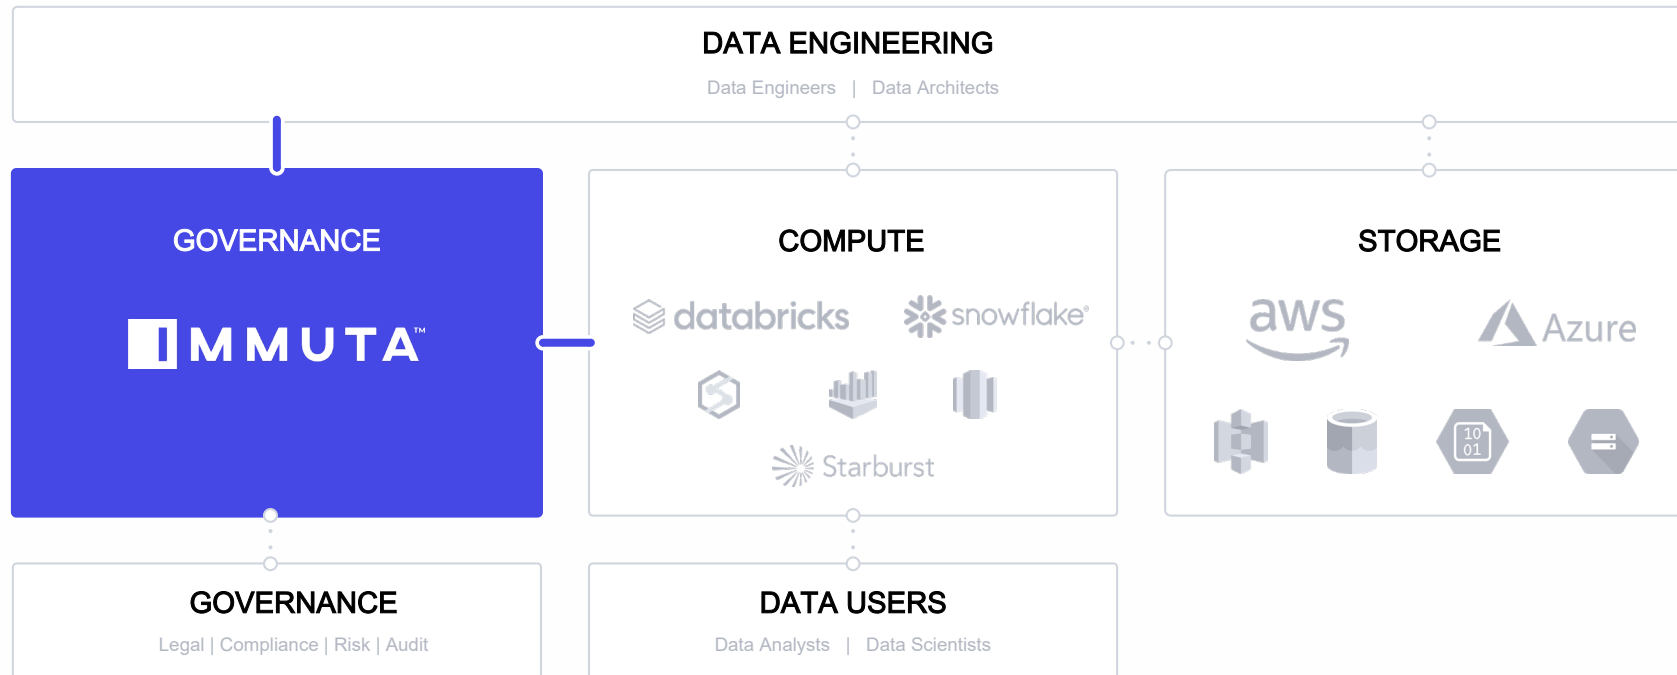 DATA ENGINEERING
Data Engineers | Data Architects
GOVERNANCE
IMMUTA™
COMPUTE
databricks
snowflake®
Starburst
STORAGE
aws
Azure
10
01
GOVERNANCE
Legal | Compliance | Risk | Audit
DATA USERS
Data Analysts | Data Scientists